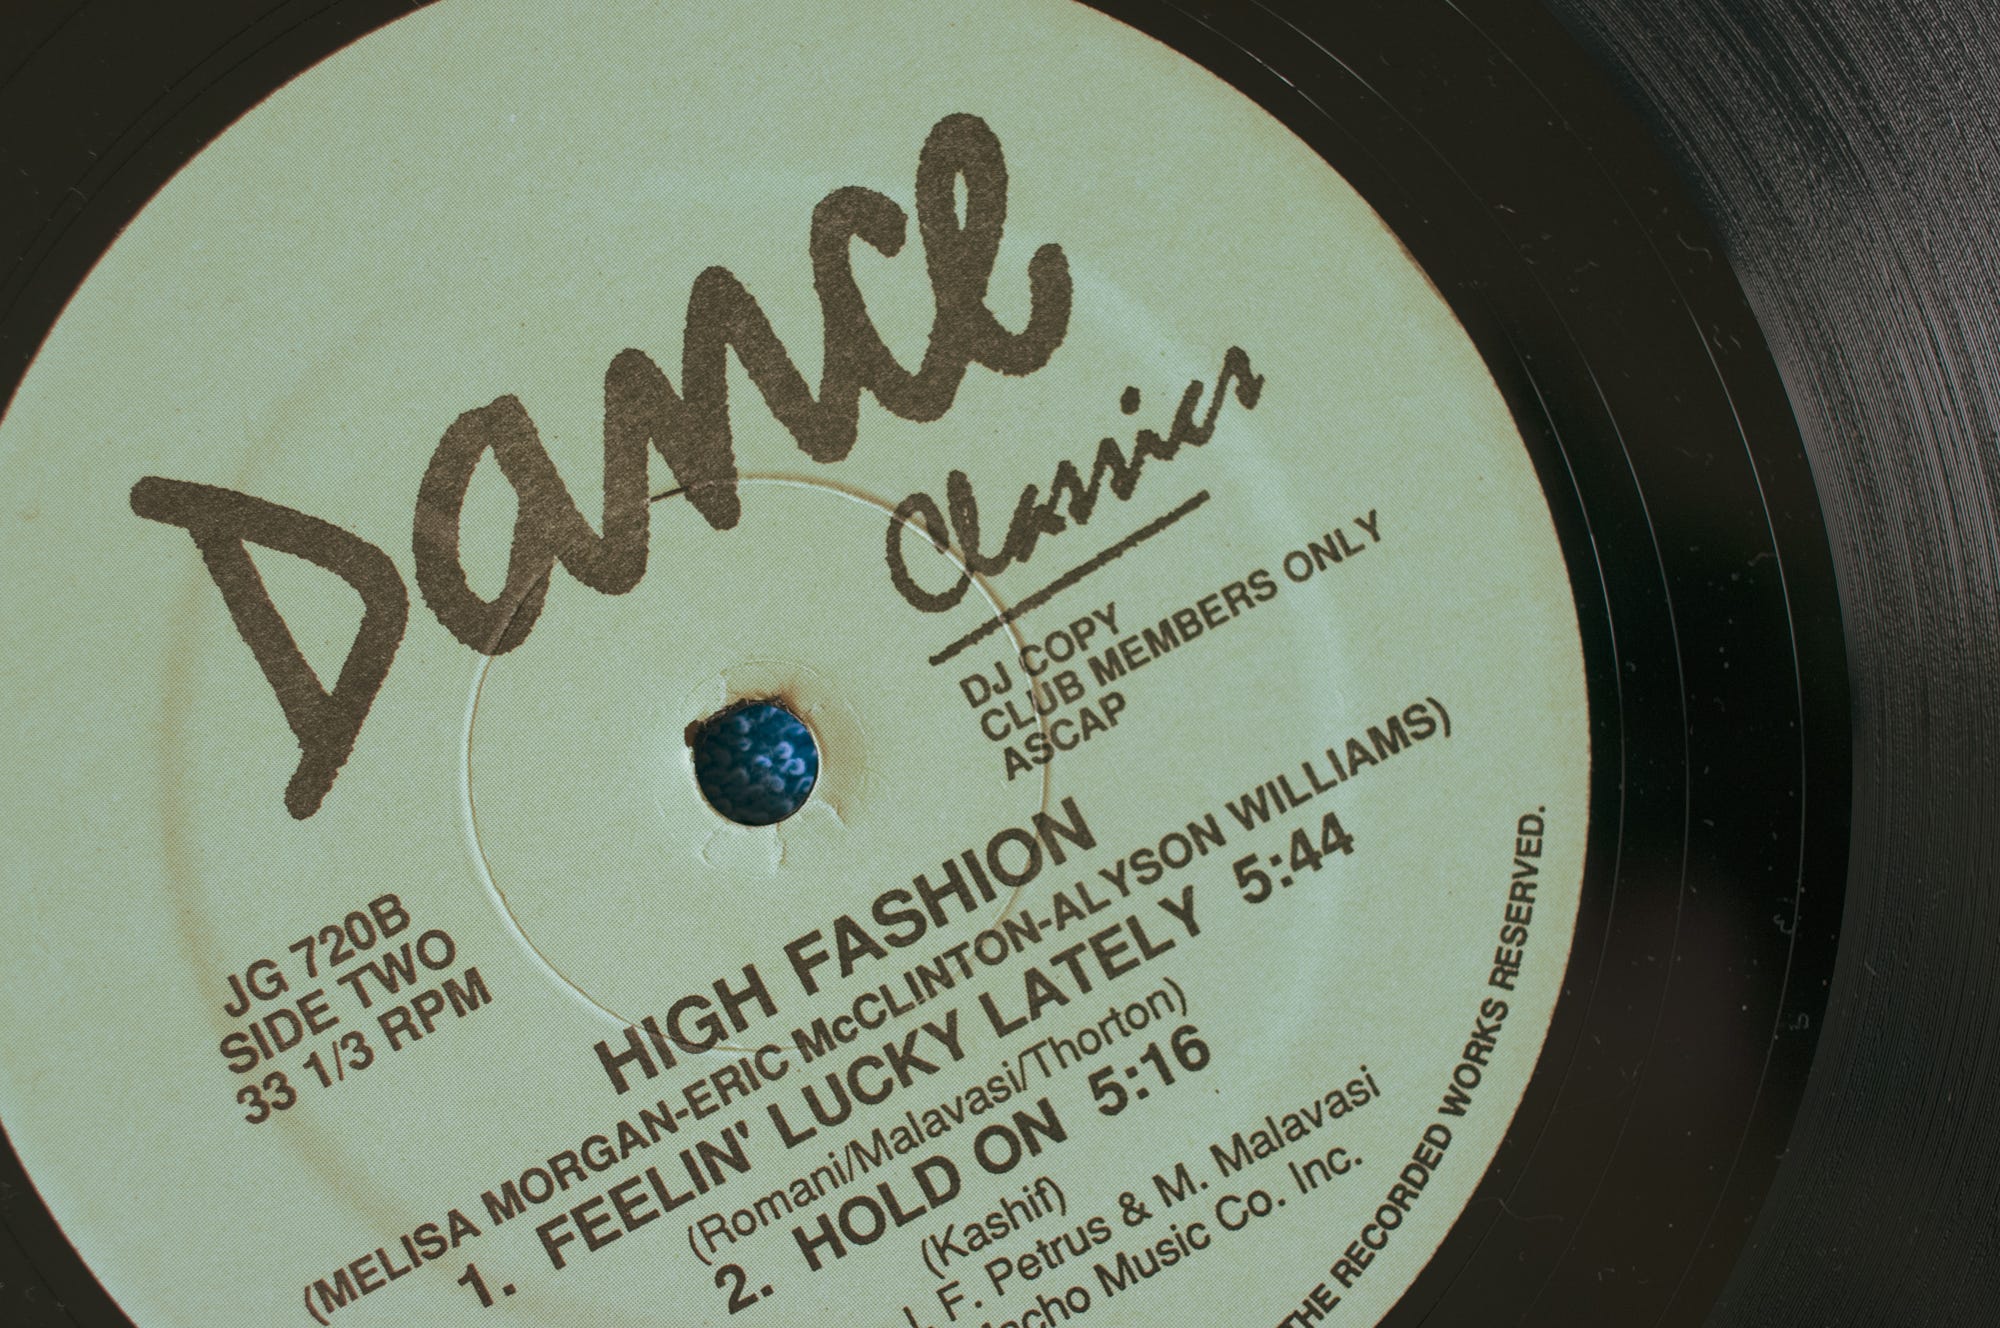 Dance
Classics
DJ COPY
CLUB MEMBERS ONLY
ASCAP
JG 720B
SIDE TWO
33 1/3 RPM
HIGH FASHION
(MELISA MORGAN-ERIC McCLINTON-ALYSON WILLIAMS)
1. FEELIN' LUCKY LATELY 5:44
(Romani/Malavasi/Thorton)
2. HOLD ON 5:16
(Kashif)
F. Petrus & M. Malavasi
Music Co. Inc.
THE RECORDED WORKS RESERVED.